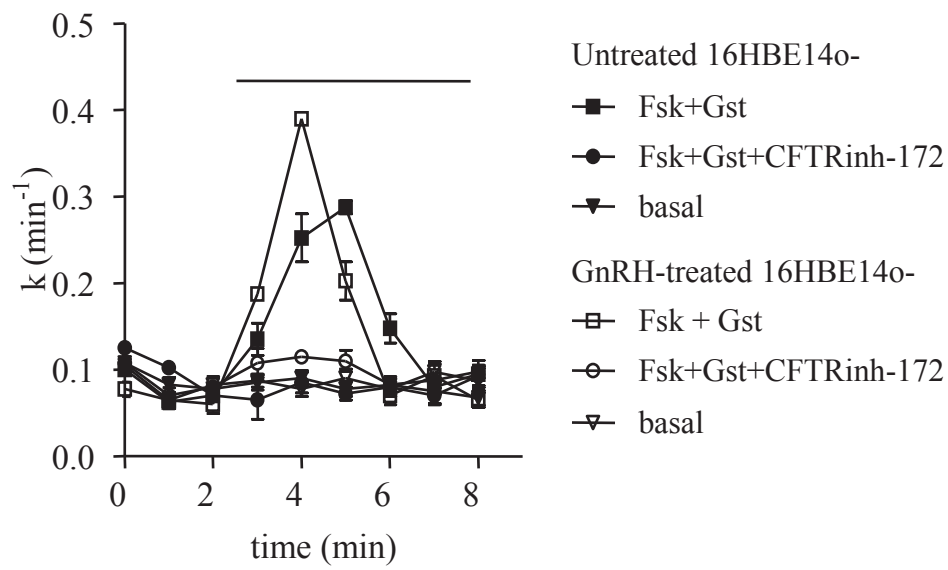 0.5
0.4
0.3
0.2
0.1
0.0
k (min-1)
0 2 4 6 8
time (min)
Untreated 16HBE14o-
Fsk+Gst
Fsk+Gst+CFTRinh-172
basal
GnRH-treated 16HBE14o-
Fsk + Gst
Fsk+Gst+CFTRinh-172
basal